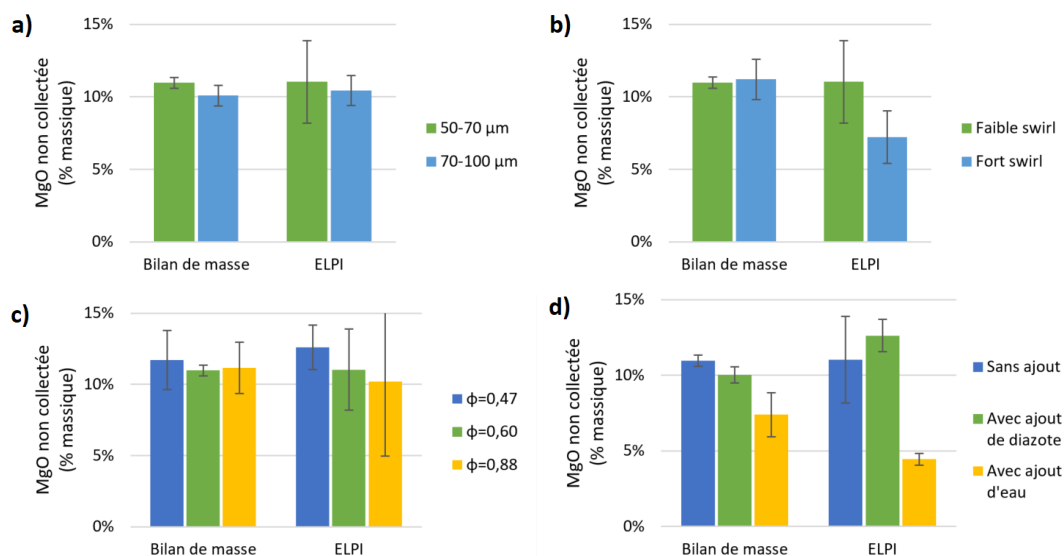 a)
15%
10%
5%
0%
MgO non collectée
(% massique)
Bilan de masse
ELPI
50-70 µm
70-100 µm
b)
15%
10%
5%
0%
MgO non collectée
(% massique)
Bilan de masse
ELPI
Faible swirl
Fort swirl
c)
15%
10%
5%
0%
MgO non collectée
(% massique)
Bilan de masse
ELPI
ϕ=0,47
ϕ=0,60
ϕ=0,88
d)
15%
10%
5%
0%
MgO non collectée
(% massique)
Bilan de masse
ELPI
Sans ajout
Avec ajout
de diazote
Avec ajout
d'eau